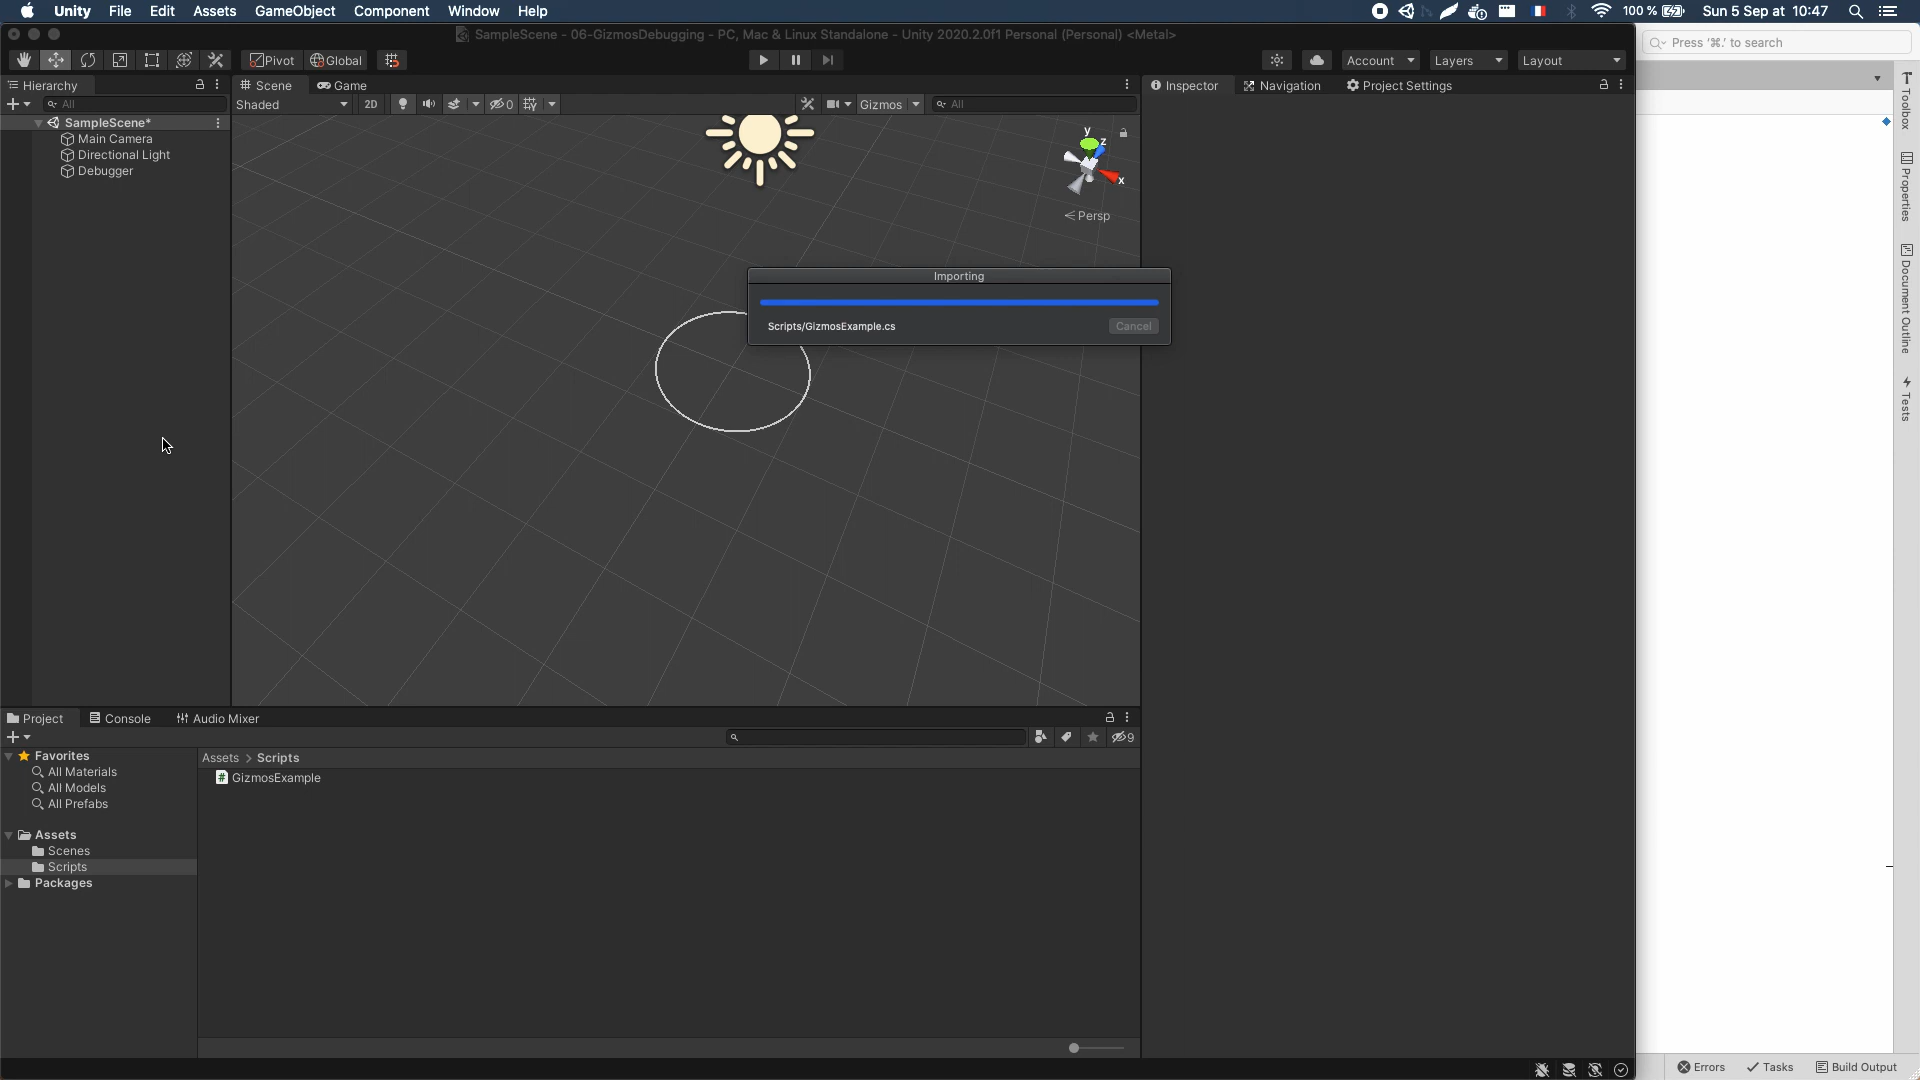 Unity File Edit Assets GameObject Component Window Help 100 % Sun 5 Sep at 10:47
SampleScene - 06-GizmosDebugging - PC, Mac & Linux Standalone - Unity 2020.2.0f1 Personal (Personal) <Metal>
Press '⌘.' to search
Pivot Global Account Layers Layout
Hierarchy
Scene Game
Inspector Navigation Project Settings
All
Shaded 2D 0 Gizmos All
SampleScene*
Main Camera
Directional Light
Debugger
y
z
x
Persp
Importing
Scripts/GizmosExample.cs Cancel
Toolbox
Properties
Document Outline
Tests
Project Console Audio Mixer
9
Favorites
All Materials
All Models
All Prefabs
Assets
Scenes
Scripts
Packages
Assets > Scripts
# GizmosExample
Errors Tasks Build Output